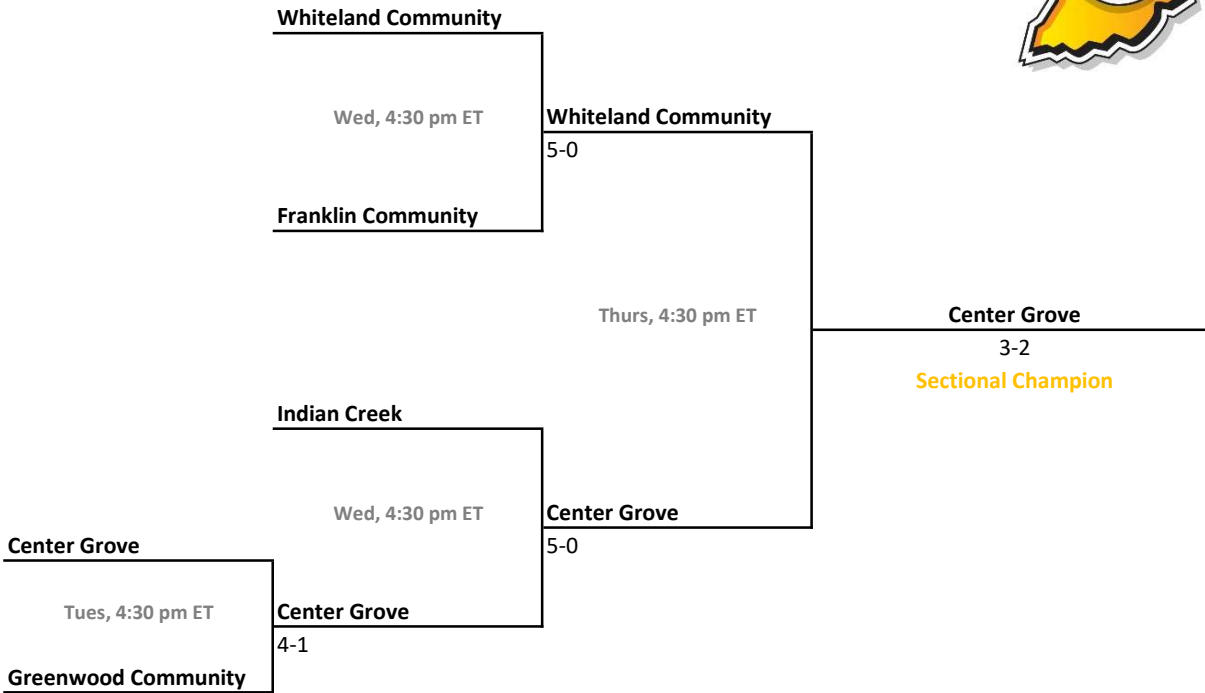 Whiteland Community
Wed, 4:30 pm ET
Whiteland Community
5-0
Franklin Community
Thurs, 4:30 pm ET
Center Grove
3-2
Sectional Champion
Indian Creek
Wed, 4:30 pm ET
Center Grove
5-0
Center Grove
Tues, 4:30 pm ET
Center Grove
4-1
Greenwood Community